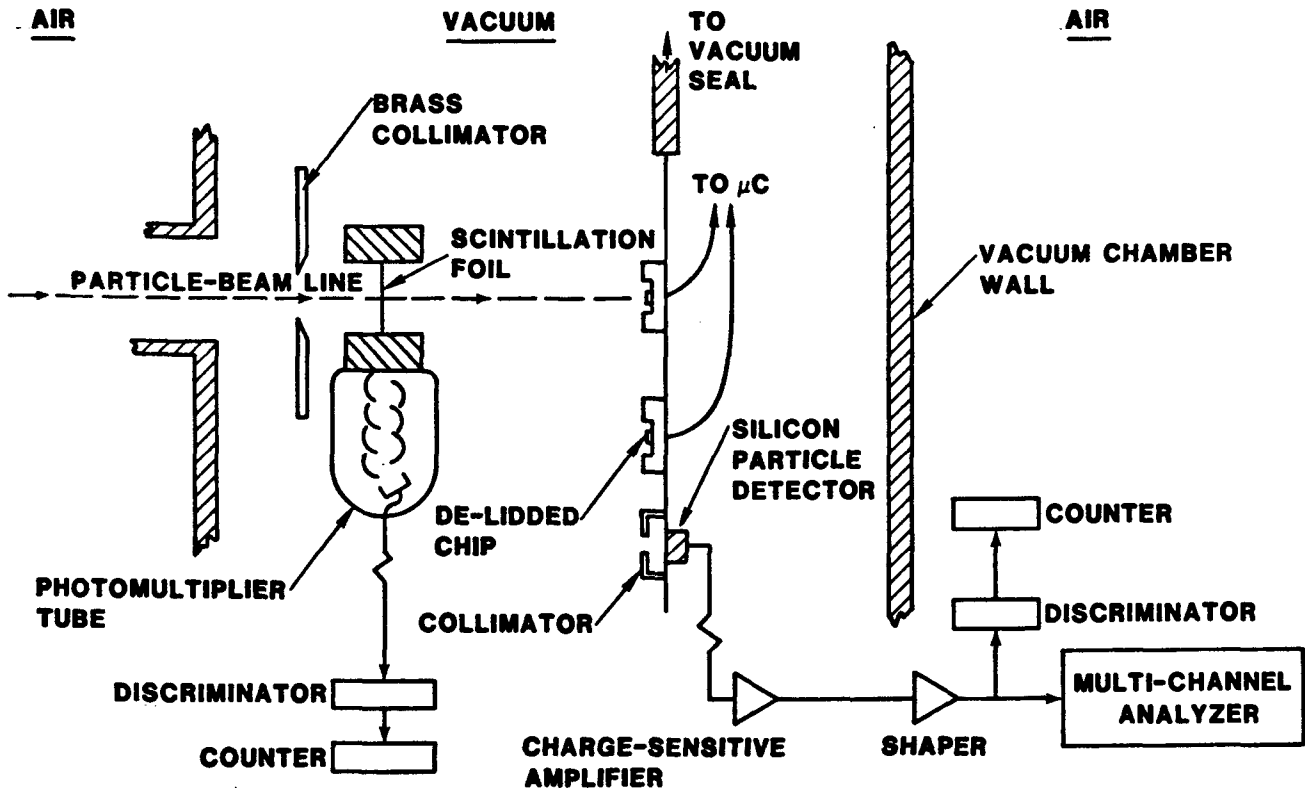 AIR
VACUUM
TO
VACUUM
SEAL
AIR
BRASS
COLLIMATOR
TO μC
SCINTILLATION
FOIL
PARTICLE-BEAM LINE
VACUUM CHAMBER
WALL
SILICON
PARTICLE
DETECTOR
DE-LIDDED
CHIP
COUNTER
PHOTOMULTIPLIER
TUBE
COLLIMATOR
DISCRIMINATOR
DISCRIMINATOR
MULTI-CHANNEL
ANALYZER
COUNTER
CHARGE-SENSITIVE
AMPLIFIER
SHAPER